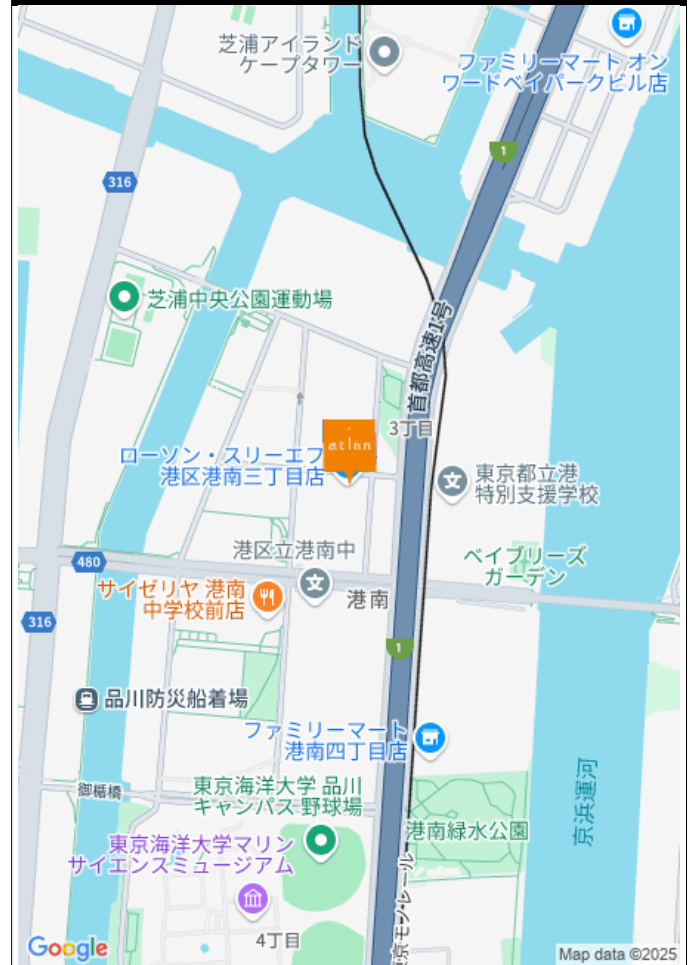 芝浦アイランド
ケープタワー
ファミリーマート オン
ワードベイパークビル店
1
316
芝浦中央公園運動場
首都高速1号
3丁目
atinn
ローソン・スリーエフ
港区港南三丁目店
東京都立港
特別支援学校
480
港区立港南中
ベイブリーズ
ガーデン
サイゼリヤ 港南
中学校前店
港南
316
1
品川防災船着場
ファミリーマート
港南四丁目店
御楯橋
東京海洋大学 品川
キャンパス 野球場
京浜運河
港南緑水公園
東京海洋大学マリン
サイエンスミュージアム
京モノレール
4丁目
Google
Map data ©2025